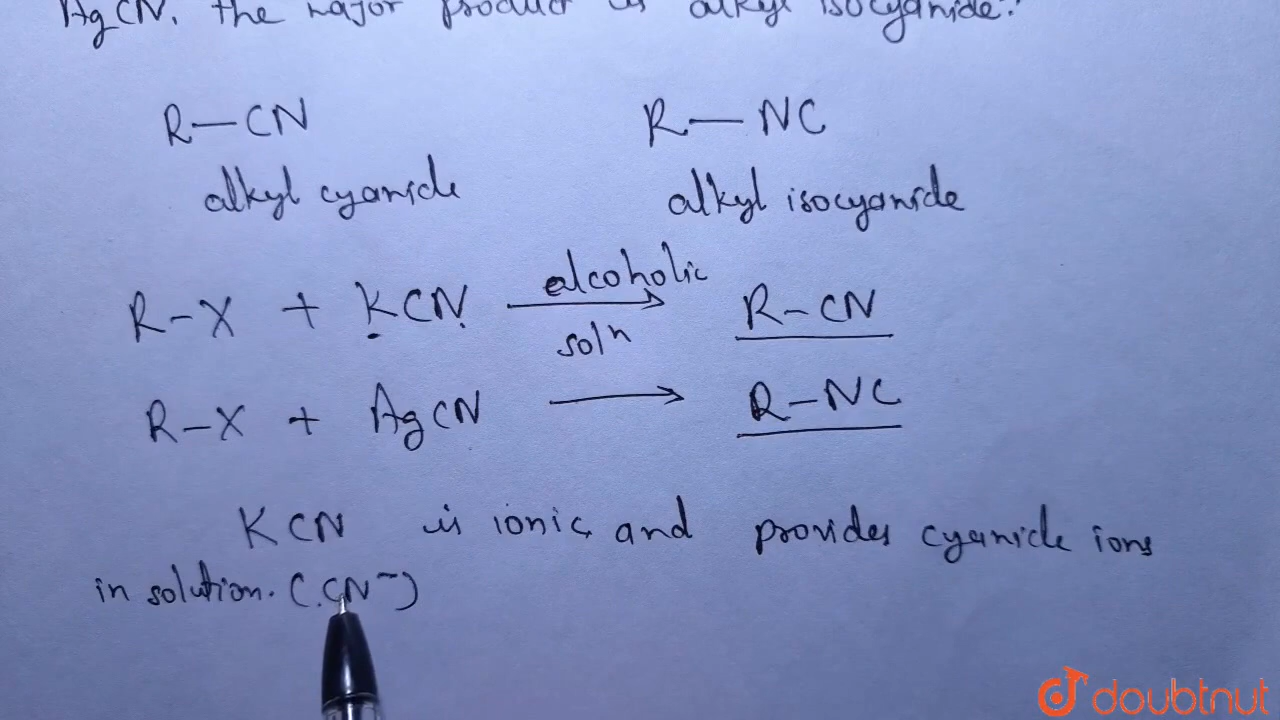 AgCN, the major product is alkyl isocyanide.
R—CN R—NC
alkyl cyanide alkyl isocyanide
R-X + KCN alcoholic soln → R-CN
R-X + AgCN → R-NC
KCN is ionic and provides cyanide ions
in solution. (:CN⁻)
doubtnut